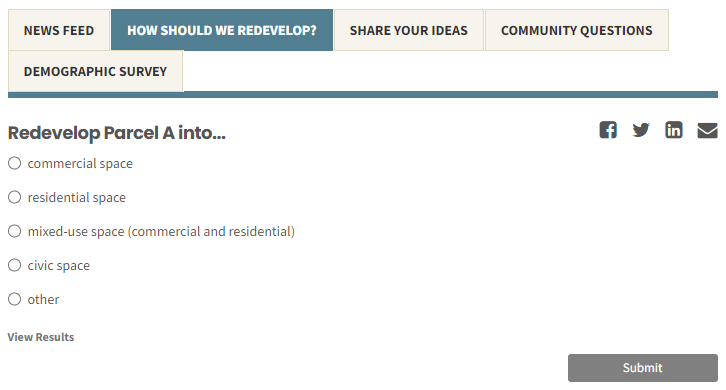 NEWS FEED
HOW SHOULD WE REDEVELOP?
SHARE YOUR IDEAS
COMMUNITY QUESTIONS
DEMOGRAPHIC SURVEY
Redevelop Parcel A into...
commercial space
residential space
mixed-use space (commercial and residential)
civic space
other
View Results
Submit